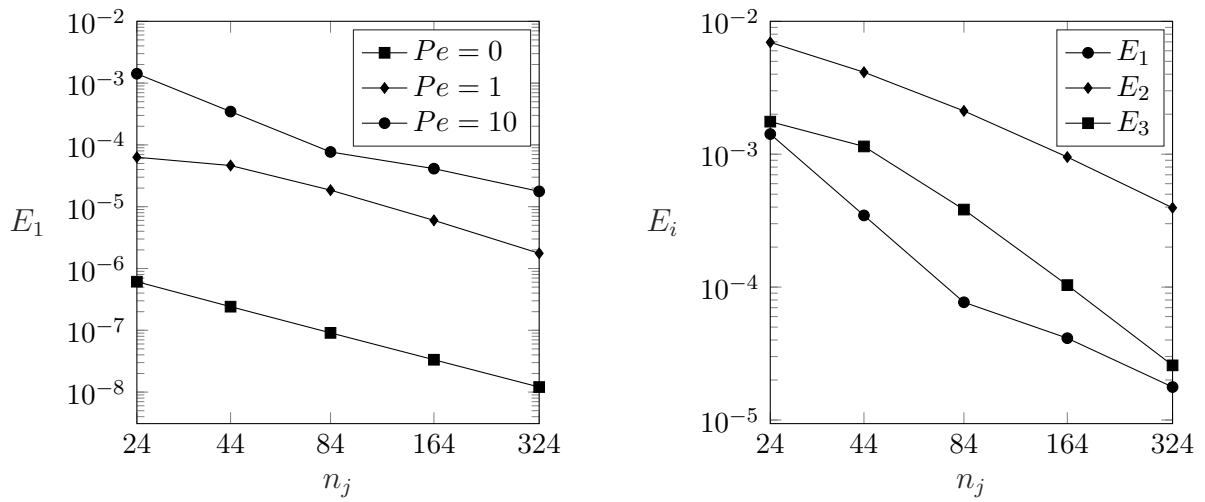 10^{-2}
10^{-3}
10^{-4}
10^{-5}
10^{-6}
10^{-7}
10^{-8}
E_1
24 44 84 164 324
n_j
Pe = 0
Pe = 1
Pe = 10
10^{-2}
10^{-3}
10^{-4}
10^{-5}
E_i
24 44 84 164 324
n_j
E_1
E_2
E_3